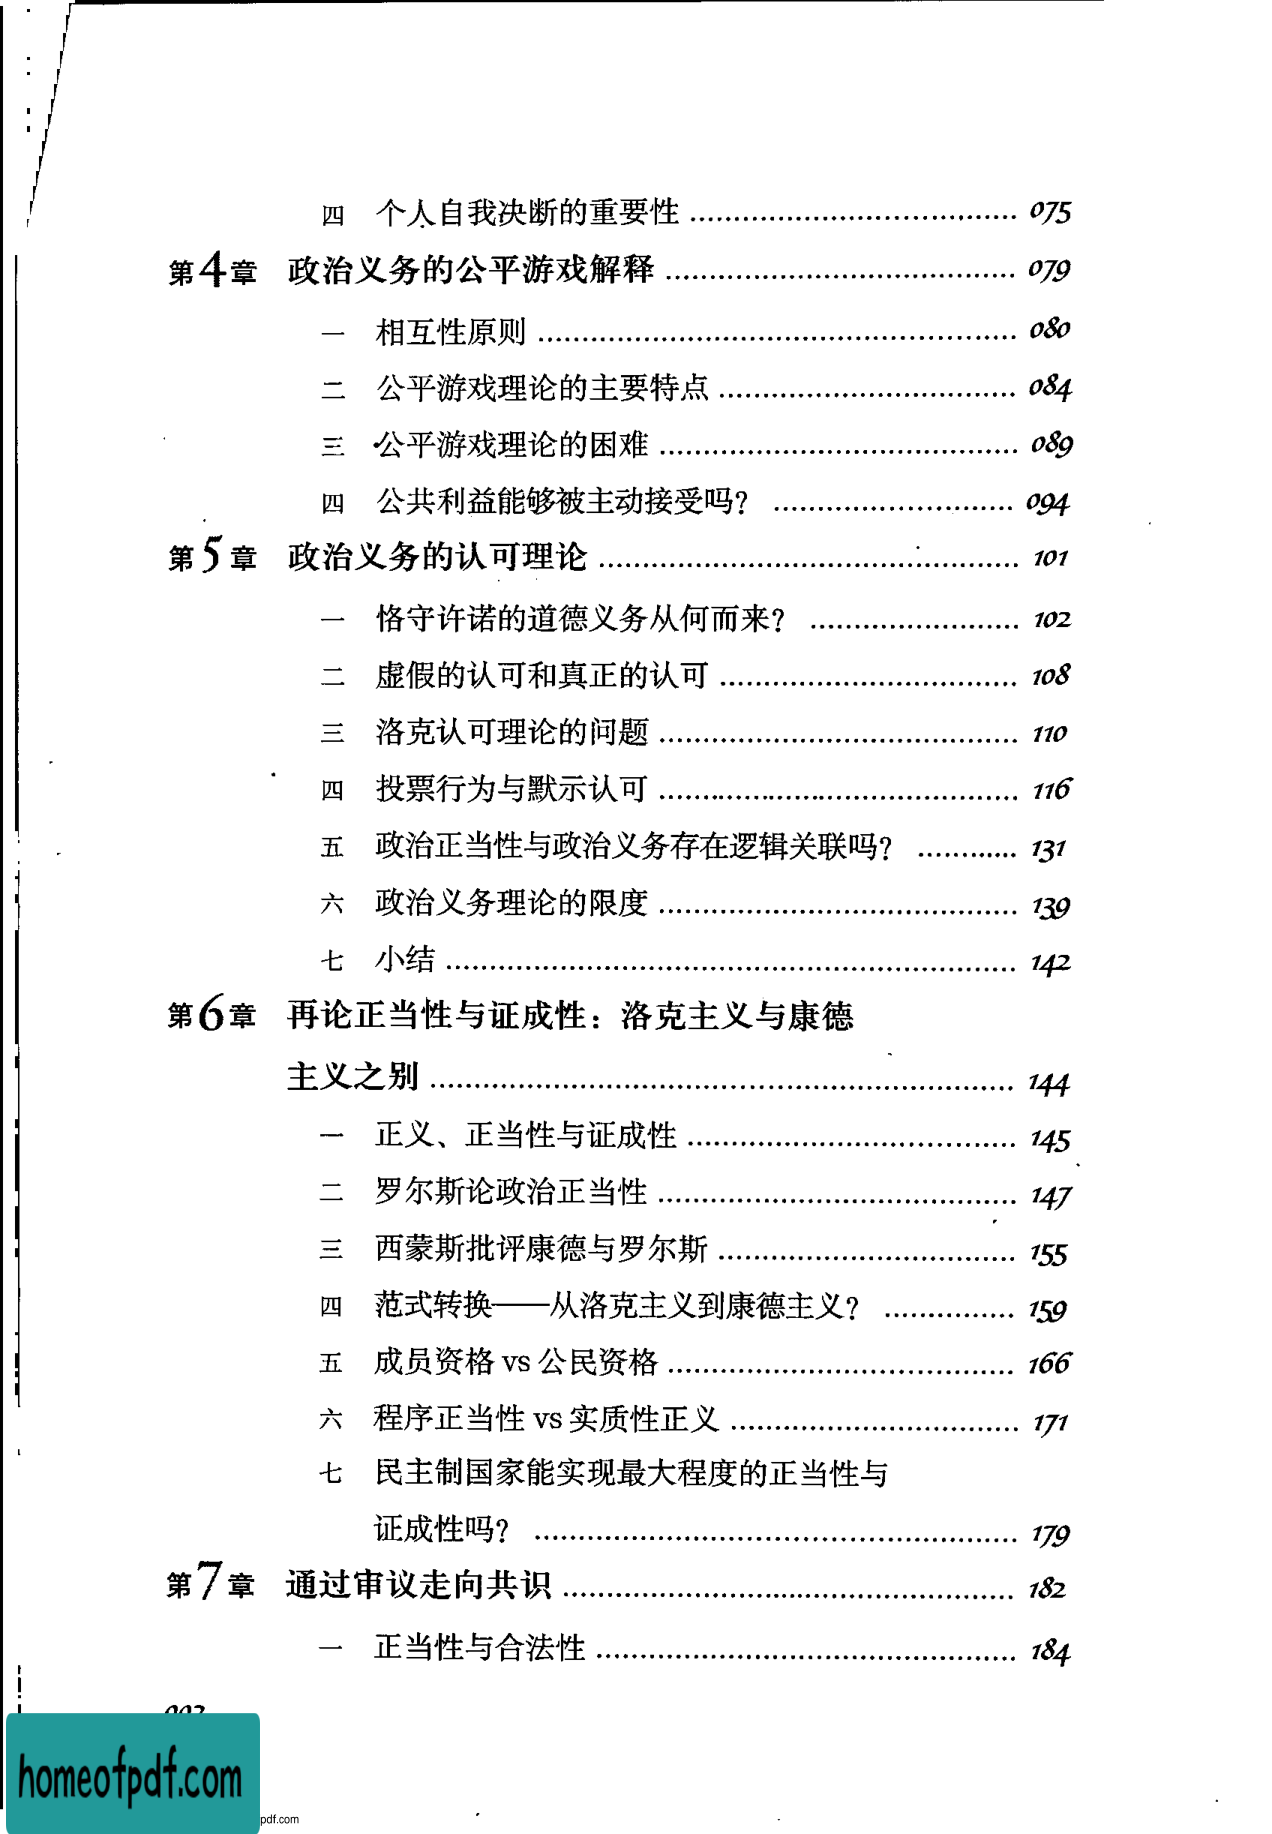 四 个人自我决断的重要性 ........ 075
第4章 政治义务的公平游戏解释 ........ 079
一 相互性原则 ........ 080
二 公平游戏理论的主要特点 ........ 084
三 公平游戏理论的困难 ........ 089
四 公共利益能够被主动接受吗? ........ 094
第5章 政治义务的认可理论 ........ 101
一 恪守许诺的道德义务从何而来? ........ 102
二 虚假的认可和真正的认可 ........ 108
三 洛克认可理论的问题 ........ 110
四 投票行为与默示认可 ........ 116
五 政治正当性与政治义务存在逻辑关联吗? ........ 131
六 政治义务理论的限度 ........ 139
七 小结 ........ 142
第6章 再论正当性与证成性：洛克主义与康德
主义之别 ........ 144
一 正义、正当性与证成性 ........ 145
二 罗尔斯论政治正当性 ........ 147
三 西蒙斯批评康德与罗尔斯 ........ 155
四 范式转换——从洛克主义到康德主义? ........ 159
五 成员资格 vs 公民资格 ........ 166
六 程序正当性 vs 实质性正义 ........ 171
七 民主制国家能实现最大程度的正当性与
证成性吗? ........ 179
第7章 通过审议走向共识 ........ 182
一 正当性与合法性 ........ 184
homeofpdf.com
pdf.com